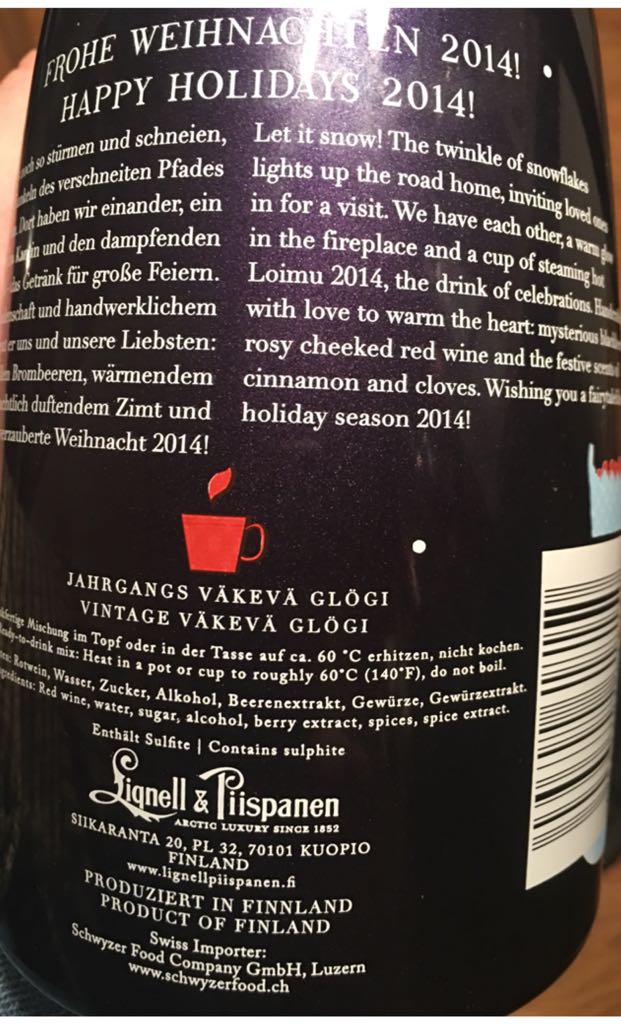 FROHE WEIHNACHTEN 2014!
HAPPY HOLIDAYS 2014!
so stürmen und schneien,
des verschneiten Pfades
Dort haben wir einander, ein
und den dampfenden
Getränk für große Feiern.
und handwerklichem
uns und unsere Liebsten:
Brombeeren, wärmendem
duftendem Zimt und
Weihnacht 2014!
Let it snow! The twinkle of snowflakes
lights up the road home, inviting loved ones
in for a visit. We have each other, a warm glow
in the fireplace and a cup of steaming hot
Loimu 2014, the drink of celebrations.
with love to warm the heart: mysterious
rosy cheeked red wine and the festive scents of
cinnamon and cloves. Wishing you a
holiday season 2014!
JAHRGANGS VÄKEVÄ GLÖGI
VINTAGE VÄKEVÄ GLÖGI
Mischung im Topf oder in der Tasse auf ca. 60 °C erhitzen, nicht kochen.
Ready-to-drink mix: Heat in a pot or cup to roughly 60°C (140°F), do not boil.
Rotwein, Wasser, Zucker, Alkohol, Beerenextrakt, Gewürze, Gewürzextrakt.
Red wine, water, sugar, alcohol, berry extract, spices, spice extract.
Enthält Sulfite | Contains sulphite
Lignell & Piispanen
ARCTIC LUXURY SINCE 1852
SIIKARANTA 20, PL 32, 70101 KUOPIO
FINLAND
www.lignellpiispanen.fi
PRODUZIERT IN FINNLAND
PRODUCT OF FINLAND
Swiss Importer:
Schwyzer Food Company GmbH, Luzern
www.schwyzerfood.ch